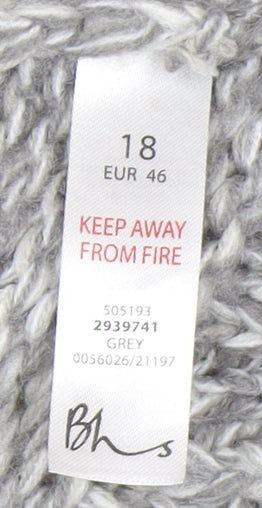 18
EUR 46
KEEP AWAY
FROM FIRE
505193
2939741
GREY
0056026/21197
Bhs